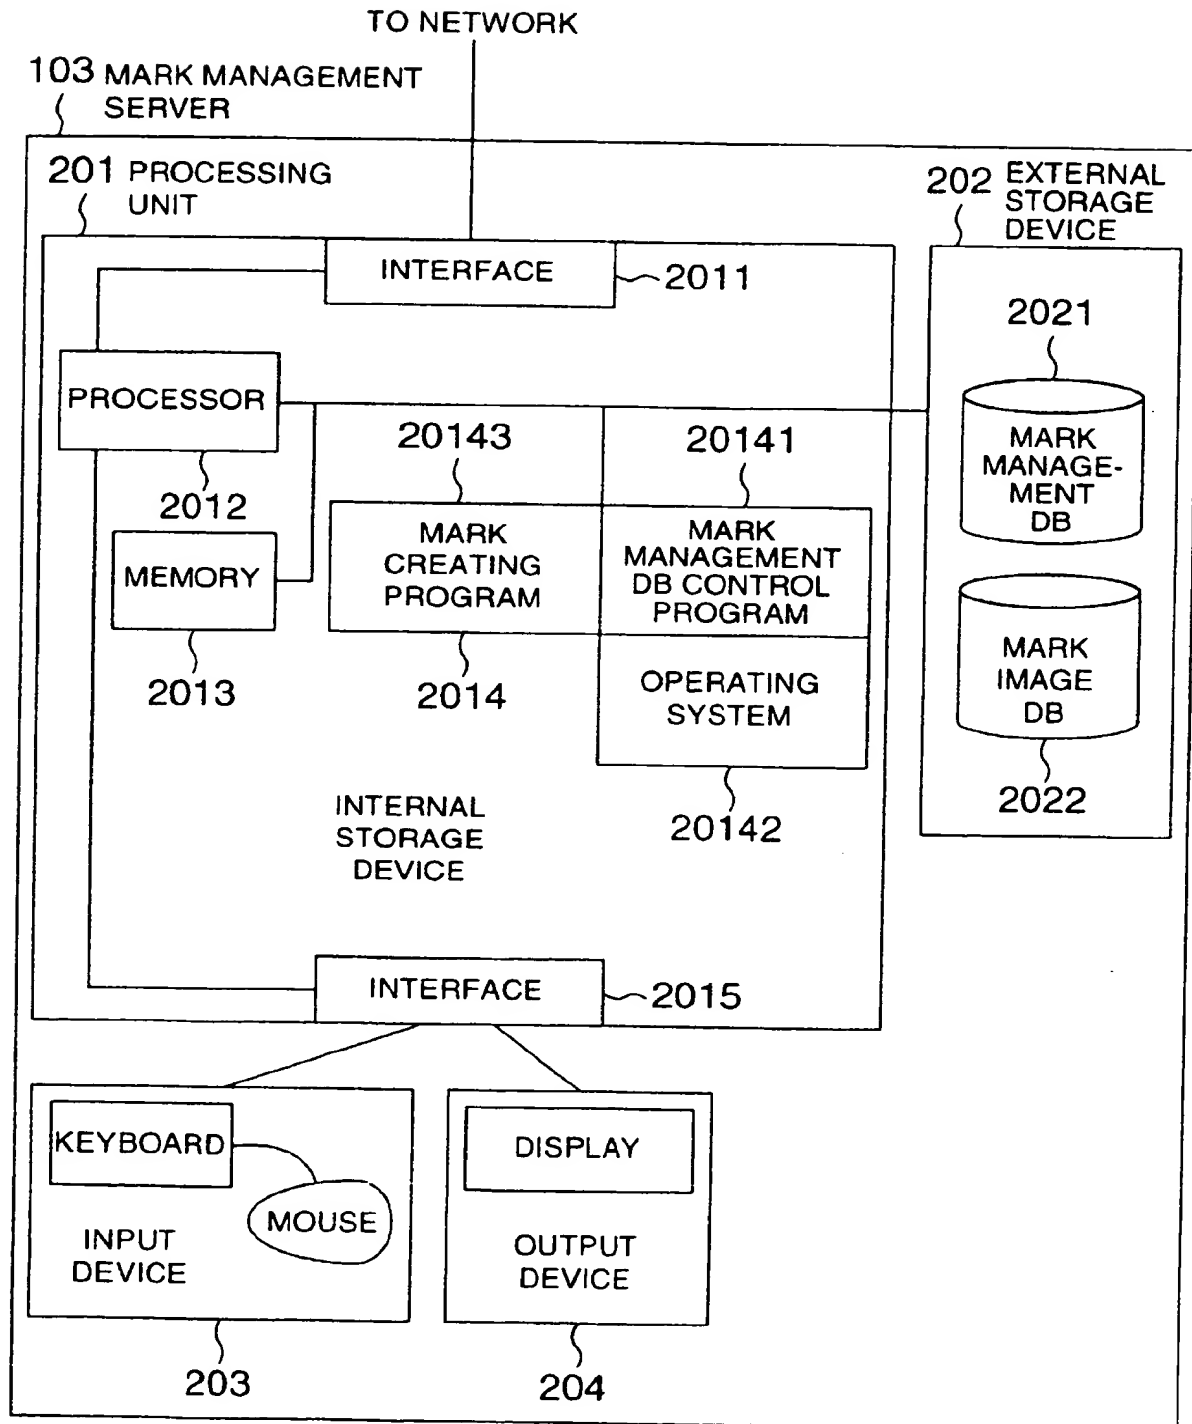 TO NETWORK
103 MARK MANAGEMENT
SERVER
201 PROCESSING
UNIT
202 EXTERNAL
STORAGE
DEVICE
INTERFACE
2011
2021
PROCESSOR
2012
20143
20141
MARK
MANAGE-
MENT
DB
MEMORY
2013
MARK
CREATING
PROGRAM
2014
MARK
MANAGEMENT
DB CONTROL
PROGRAM
OPERATING
SYSTEM
20142
MARK
IMAGE
DB
2022
INTERNAL
STORAGE
DEVICE
INTERFACE
2015
KEYBOARD
MOUSE
INPUT
DEVICE
203
DISPLAY
OUTPUT
DEVICE
204